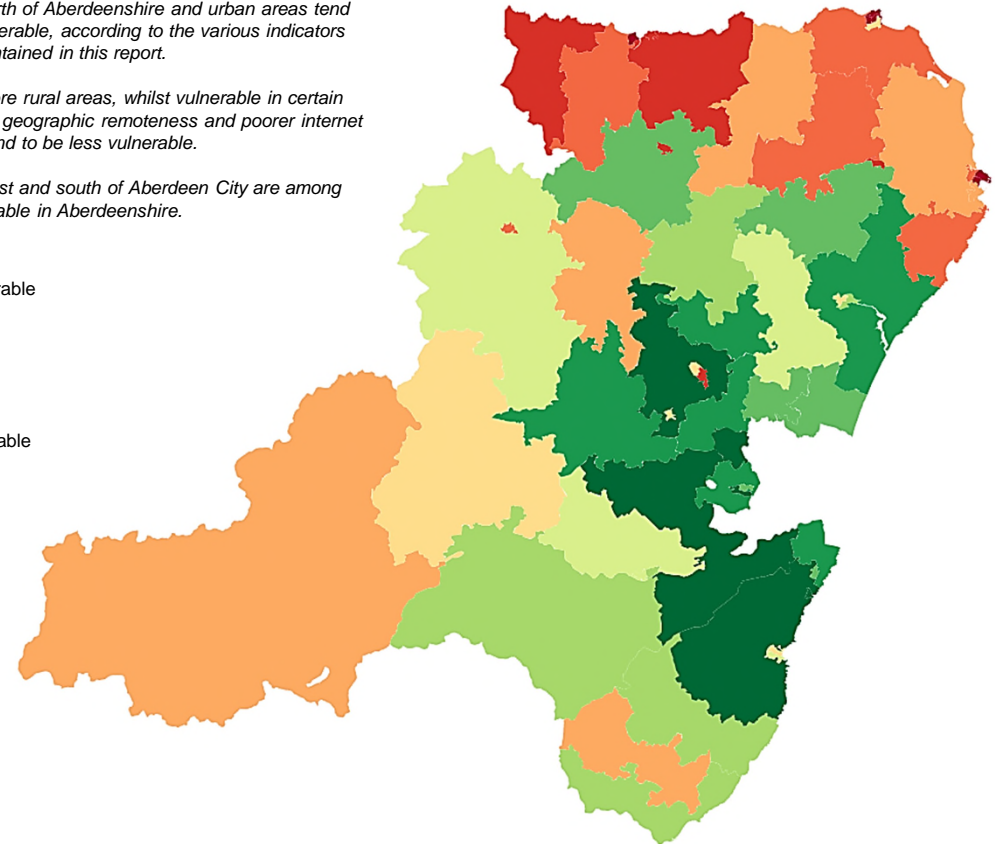 rth of Aberdeenshire and urban areas tend
erable, according to the various indicators
tained in this report.
re rural areas, whilst vulnerable in certain
geographic remoteness and poorer internet
nd to be less vulnerable.
st and south of Aberdeen City are among
able in Aberdeenshire.
able
able